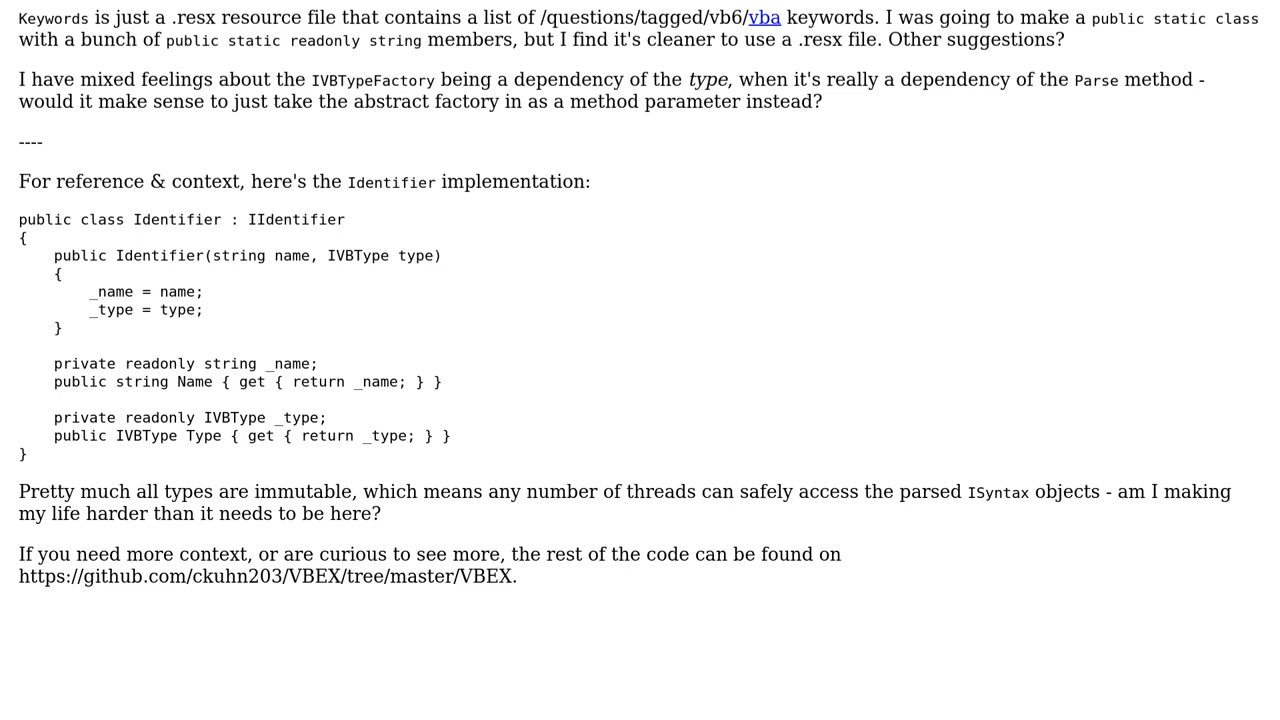 Keywords is just a .resx resource file that contains a list of /questions/tagged/vb6/vba keywords. I was going to make a public static class
with a bunch of public static readonly string members, but I find it's cleaner to use a .resx file. Other suggestions?
I have mixed feelings about the IVBTypeFactory being a dependency of the type, when it's really a dependency of the Parse method -
would it make sense to just take the abstract factory in as a method parameter instead?
----
For reference & context, here's the Identifier implementation:
public class Identifier : IIdentifier
{
    public Identifier(string name, IVBType type)
    {
        _name = name;
        _type = type;
    }
    private readonly string _name;
    public string Name { get { return _name; } }
    private readonly IVBType _type;
    public IVBType Type { get { return _type; } }
}
Pretty much all types are immutable, which means any number of threads can safely access the parsed ISyntax objects - am I making
my life harder than it needs to be here?
If you need more context, or are curious to see more, the rest of the code can be found on
https://github.com/ckuhn203/VBEX/tree/master/VBEX.